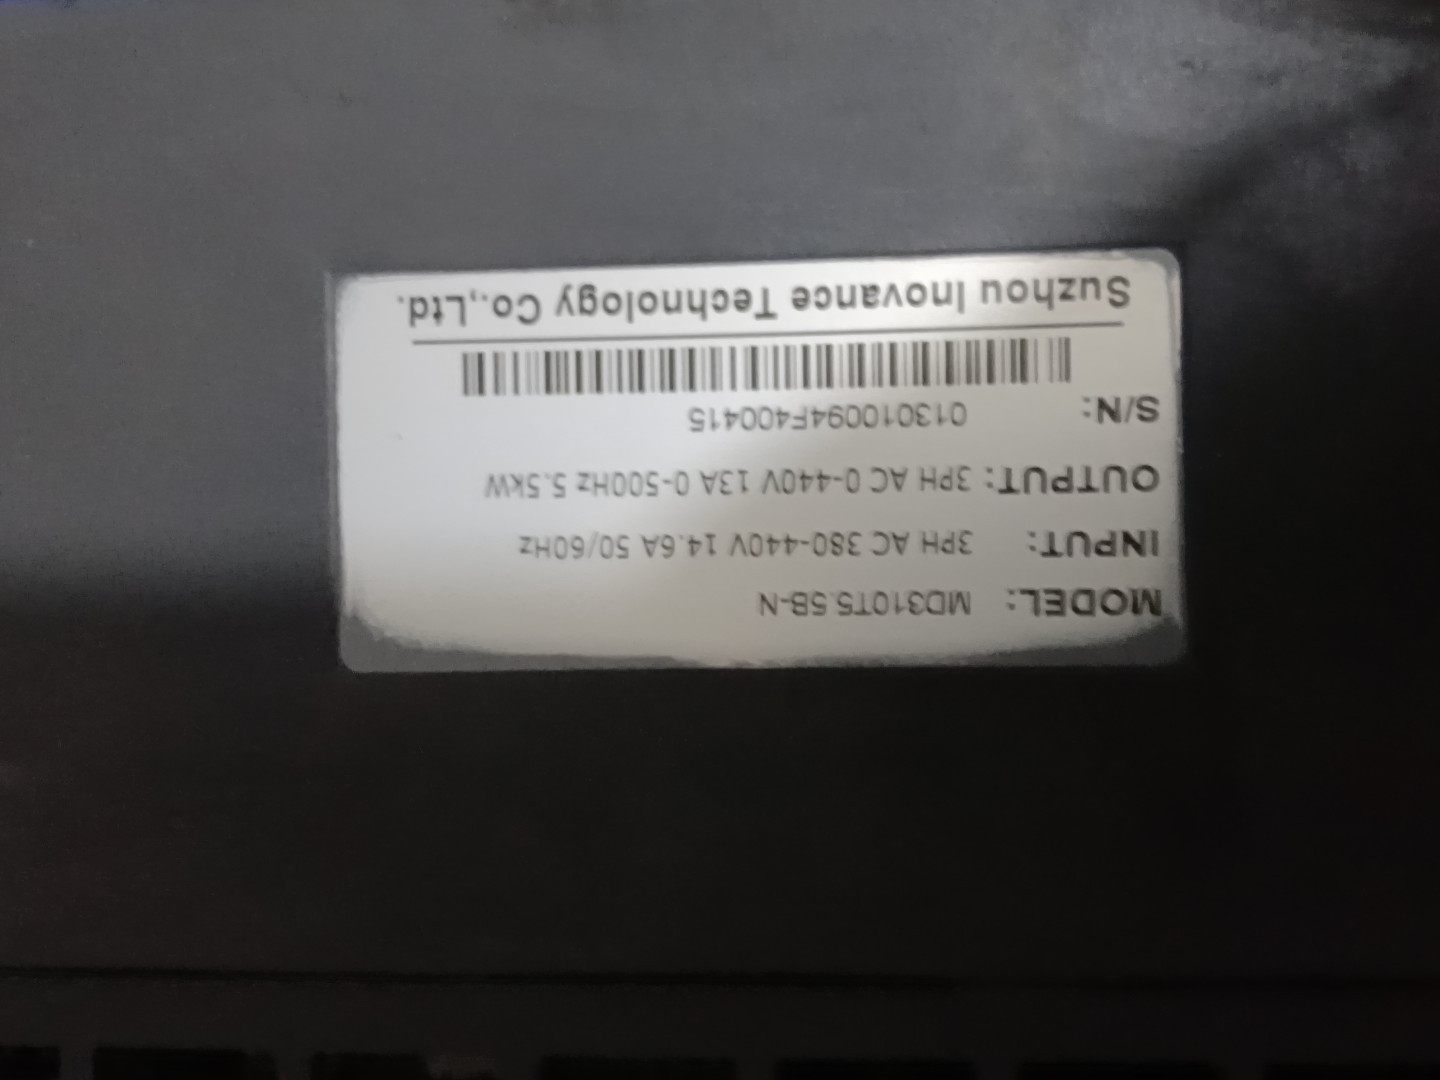 MODEL: MD310T5.5B-N
INPUT: 3PH AC 380-440V 14.6A 50/60Hz
OUTPUT: 3PH AC 0-440V 13A 0-500Hz 5.5kW
S/N: 013010094F400415
Suzhou Inovance Technology Co.,Ltd.